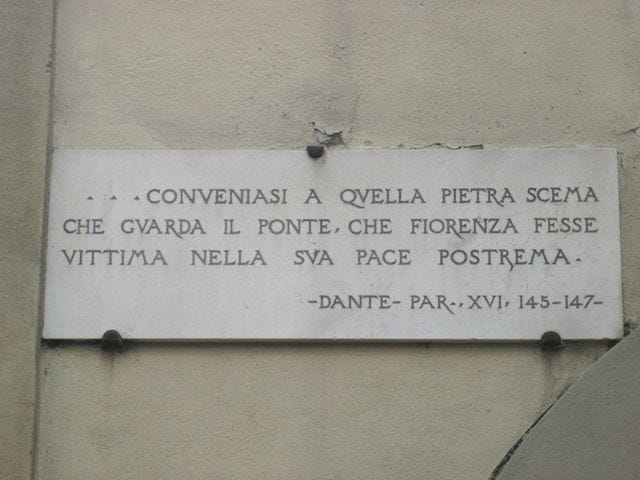 . . . CONVENIASI A QVELLA PIETRA SCEMA
CHE GVARDA IL PONTE, CHE FIORENZA FESSE
VITTIMA NELLA SVA PACE POSTREMA.
-DANTE- PAR., XVI, 145-147-